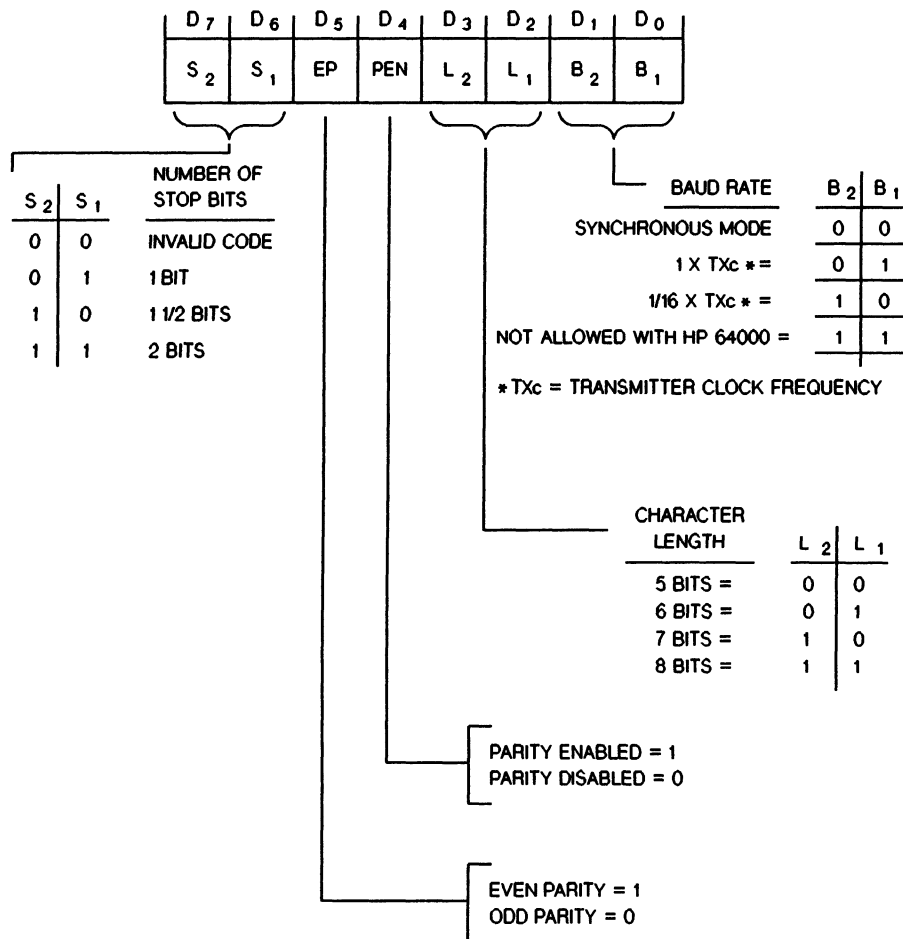 D7 D6 D5 D4 D3 D2 D1 D0
S2 S1 EP PEN L2 L1 B2 B1
NUMBER OF
STOP BITS
S2 S1
0 0 INVALID CODE
0 1 1 BIT
1 0 1 1/2 BITS
1 1 2 BITS
BAUD RATE B2 B1
SYNCHRONOUS MODE 0 0
1 X TXc * = 0 1
1/16 X TXc * = 1 0
NOT ALLOWED WITH HP 64000 = 1 1
* TXc = TRANSMITTER CLOCK FREQUENCY
CHARACTER
LENGTH L2 L1
5 BITS = 0 0
6 BITS = 0 1
7 BITS = 1 0
8 BITS = 1 1
PARITY ENABLED = 1
PARITY DISABLED = 0
EVEN PARITY = 1
ODD PARITY = 0